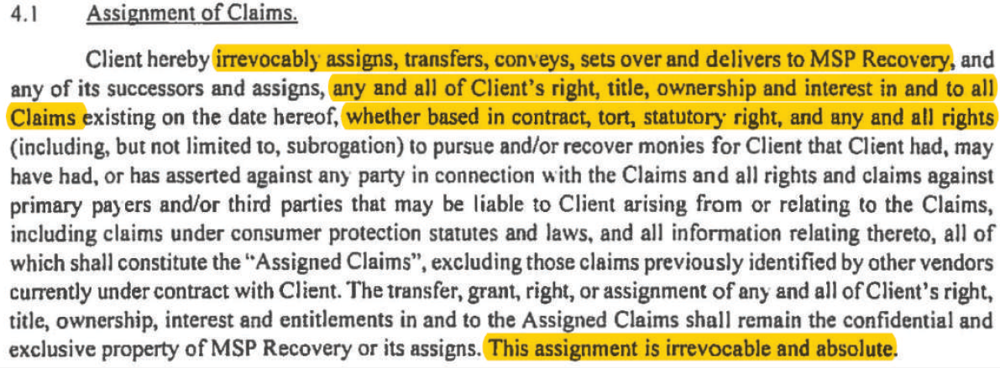 4.1 Assignment of Claims.
Client hereby irrevocably assigns, transfers, conveys, sets over and delivers to MSP Recovery, and
any of its successors and assigns, any and all of Client's right, title, ownership and interest in and to all
Claims existing on the date hereof, whether based in contract, tort, statutory right, and any and all rights
(including, but not limited to, subrogation) to pursue and/or recover monies for Client that Client had, may
have had, or has asserted against any party in connection with the Claims and all rights and claims against
primary payers and/or third parties that may be liable to Client arising from or relating to the Claims,
including claims under consumer protection statutes and laws, and all information relating thereto, all of
which shall constitute the "Assigned Claims", excluding those claims previously identified by other vendors
currently under contract with Client. The transfer, grant, right, or assignment of any and all of Client's right,
title, ownership, interest and entitlements in and to the Assigned Claims shall remain the confidential and
exclusive property of MSP Recovery or its assigns. This assignment is irrevocable and absolute.